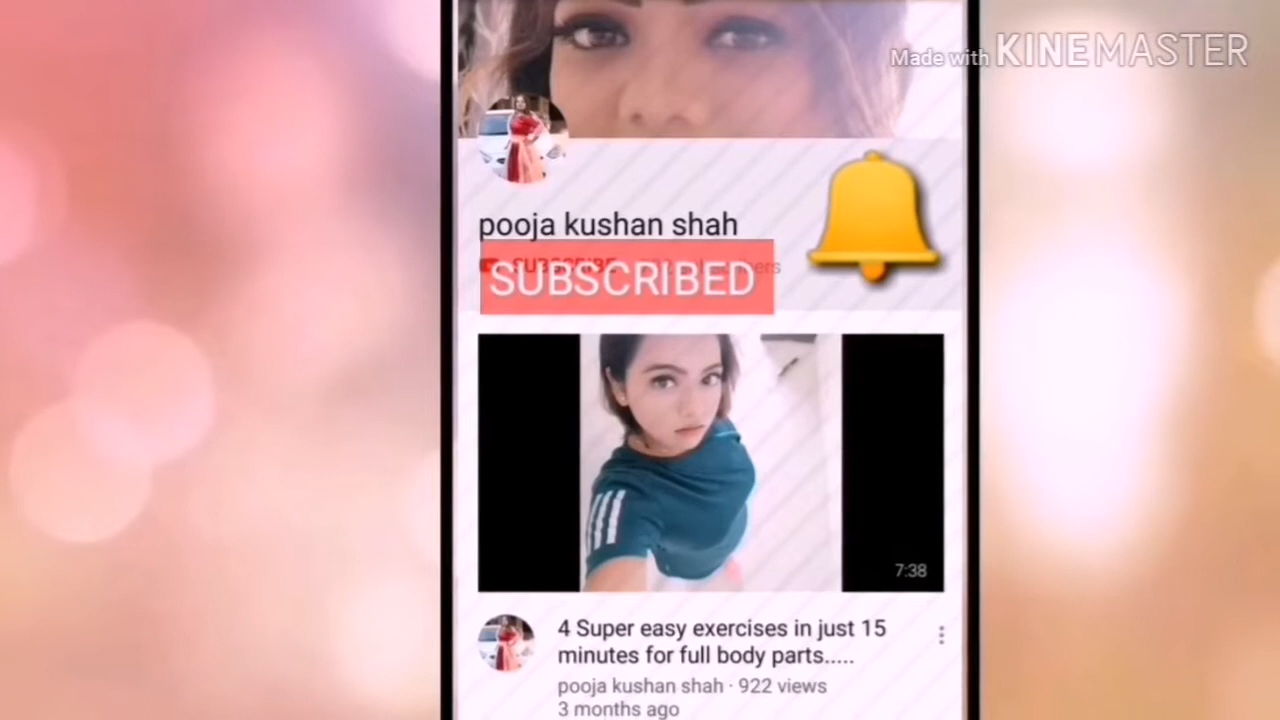 Made with KINEMASTER
pooja kushan shah
SUBSCRIBE
SUBSCRIBED
7:38
4 Super easy exercises in just 15
minutes for full body parts.....
pooja kushan shah · 922 views
3 months ago